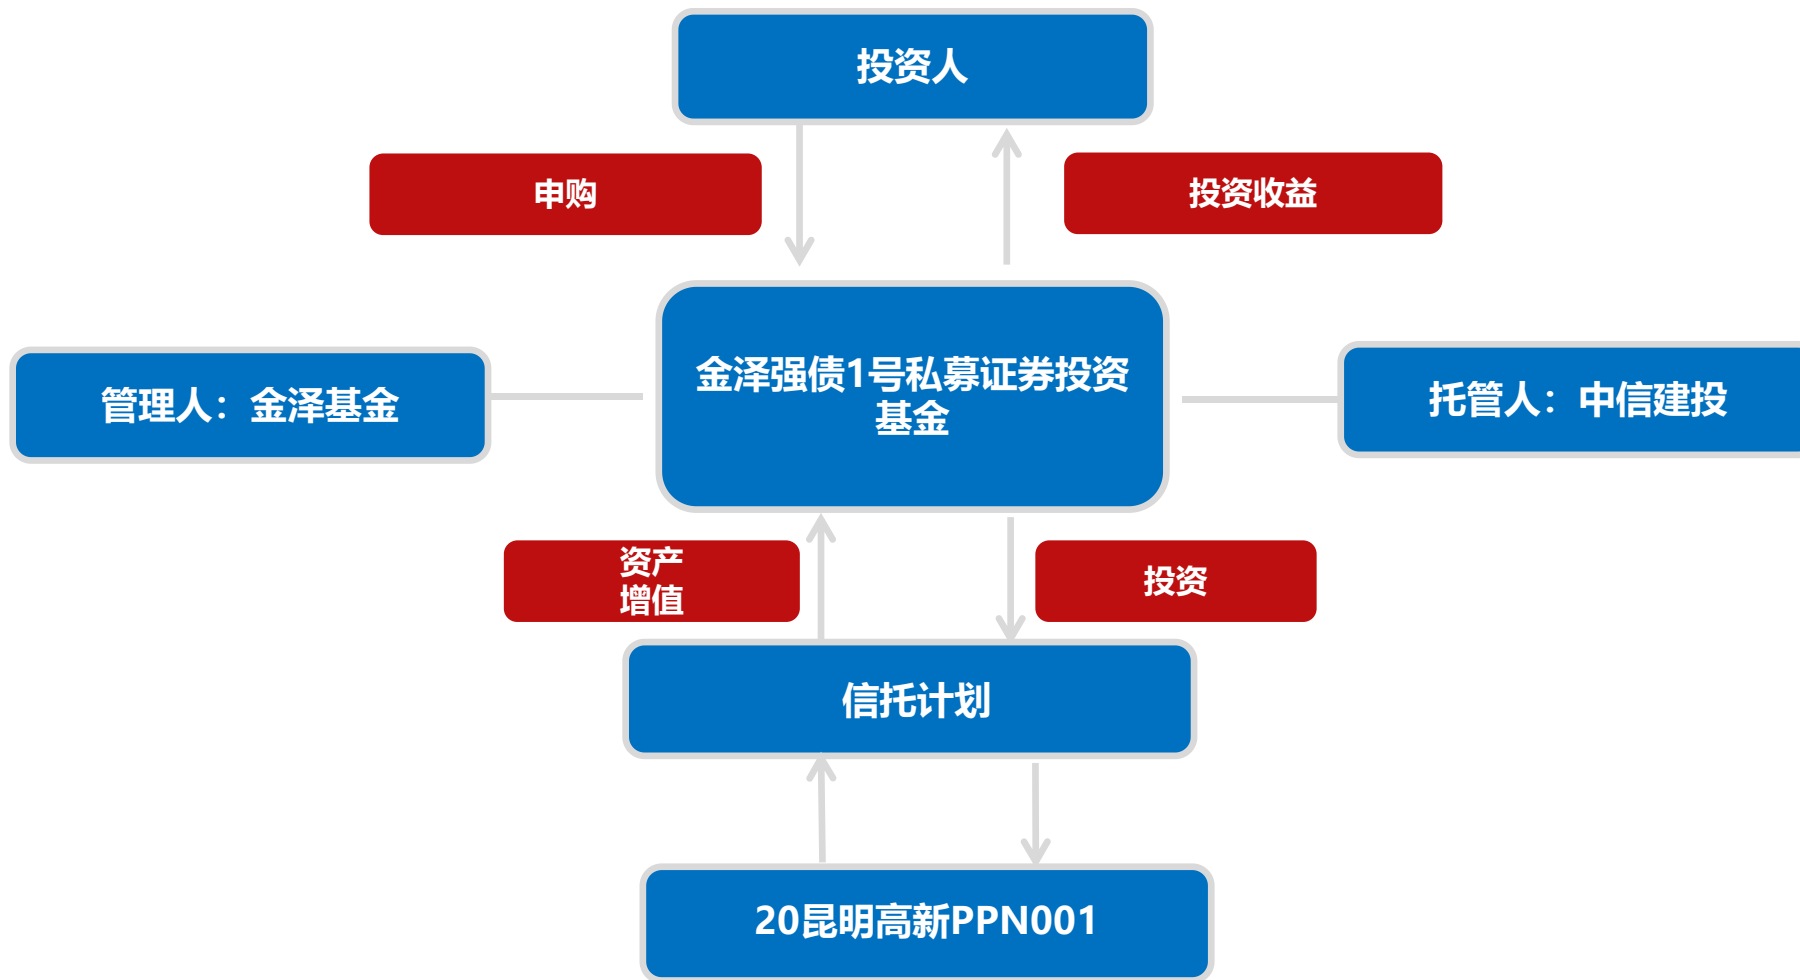 投资人
申购
投资收益
金泽强债1号私募证券投资
基金
管理人：金泽基金
托管人：中信建投
资产
增值
投资
信托计划
20昆明高新PPN001